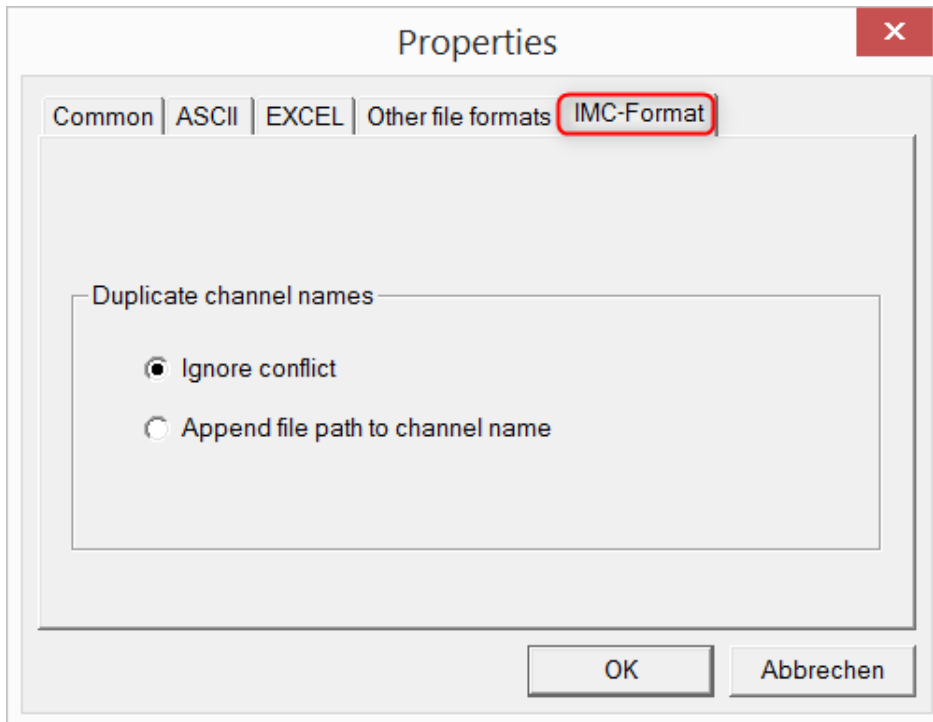 Properties
Common ASCII EXCEL Other file formats IMC-Format
Duplicate channel names
Ignore conflict
Append file path to channel name
OK Abbrechen